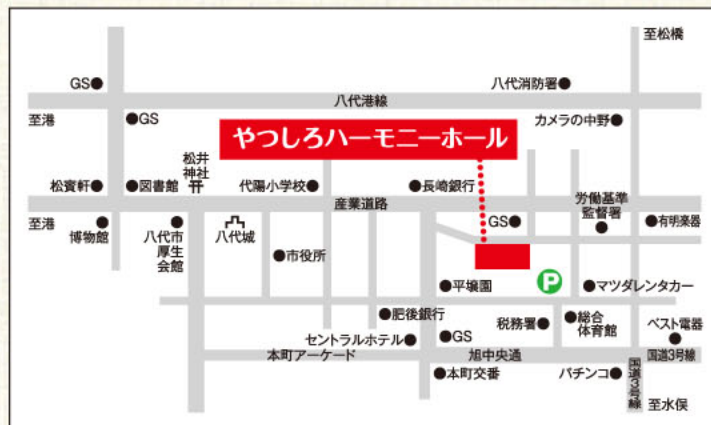 至松橋
GS
八代消防署
八代港線
至港
GS
カメラの中野
やつしろハーモニーホール
松井
神社
松賓軒
図書館
代陽小学校
長崎銀行
労働基準
監督署
産業道路
至港
博物館
八代市
厚生
会館
八代城
GS
有明楽器
市役所
平壌園
P
マツダレンタカー
肥後銀行
税務署
総合
体育館
ベスト電器
セントラルホテル
GS
本町アーケード
旭中央通
国道3号線
本町交番
パチンコ
国道3号線
至水俣